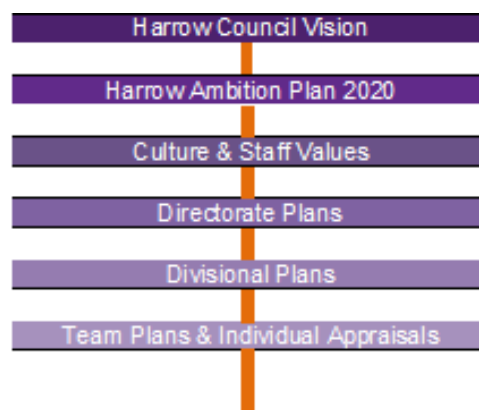 Harrow Council Vision
Harrow Ambition Plan 2020
Culture & Staff Values
Directorate Plans
Divisional Plans
Team Plans & Individual Appraisals